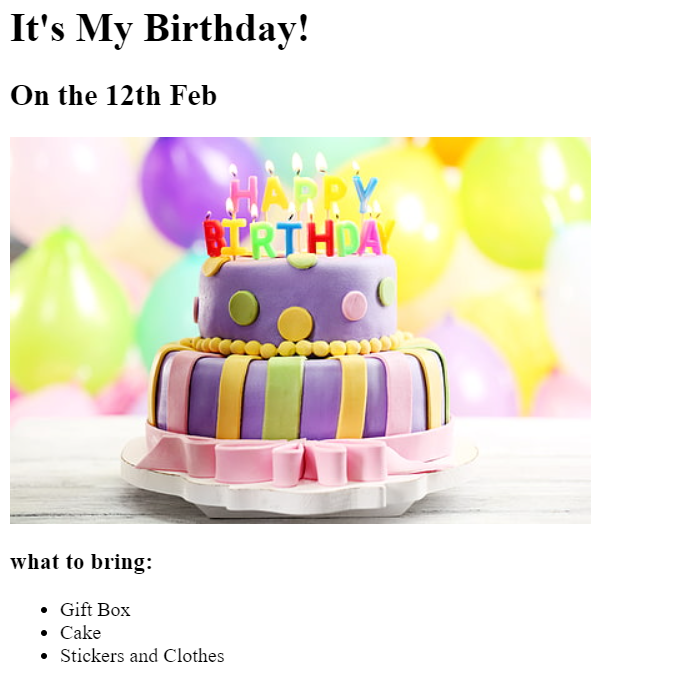 It's My Birthday!
On the 12th Feb
HAPPY
BIRTHDAY
what to bring:
Gift Box
Cake
Stickers and Clothes